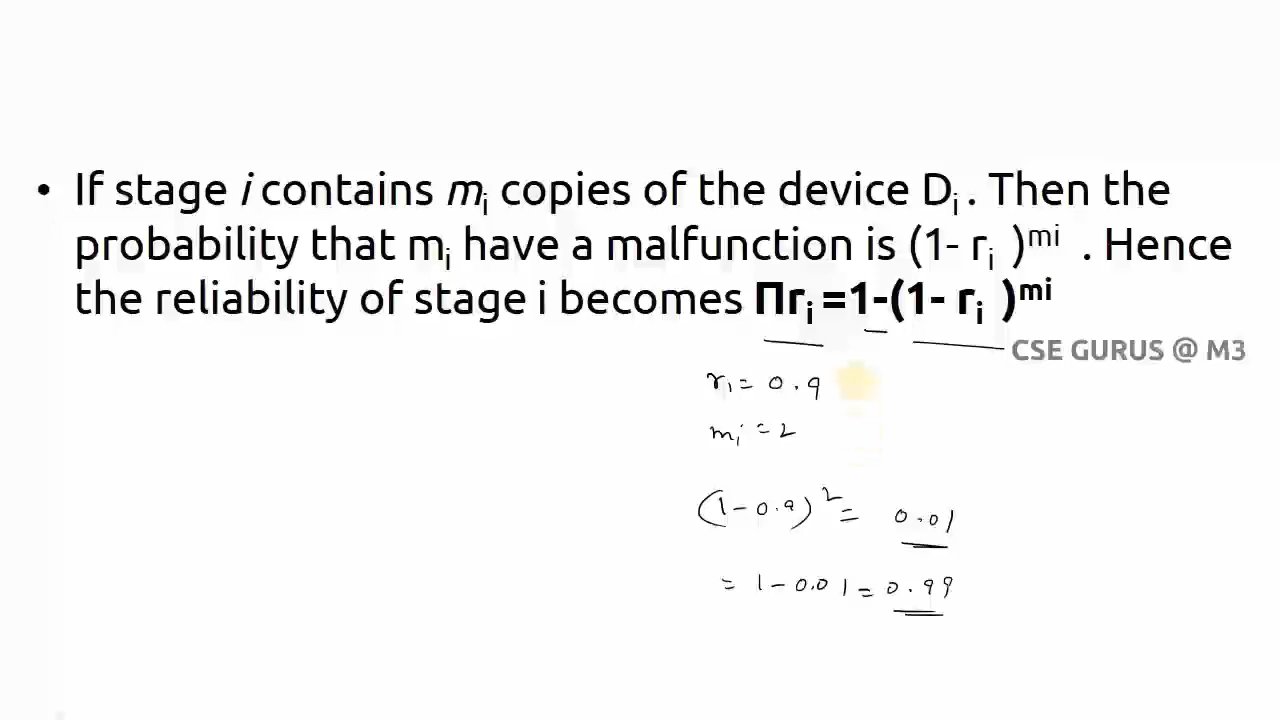 • If stage i contains mᵢ copies of the device Dᵢ . Then the
probability that mᵢ have a malfunction is (1- rᵢ )ᵐⁱ . Hence
the reliability of stage i becomes Πrᵢ =1-(1- rᵢ )ᵐⁱ
CSE GURUS @ M3
r₁ = 0.9
mᵢ = 2
(1-0.9)² = 0.01
= 1-0.01 = 0.99